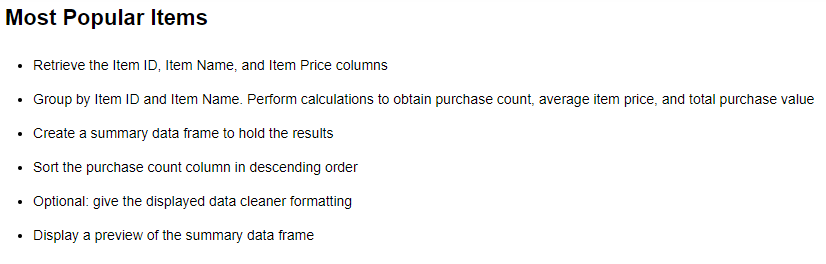 Most Popular Items
• Retrieve the Item ID, Item Name, and Item Price columns
• Group by Item ID and Item Name. Perform calculations to obtain purchase count, average item price, and total purchase value
• Create a summary data frame to hold the results
• Sort the purchase count column in descending order
• Optional: give the displayed data cleaner formatting
• Display a preview of the summary data frame